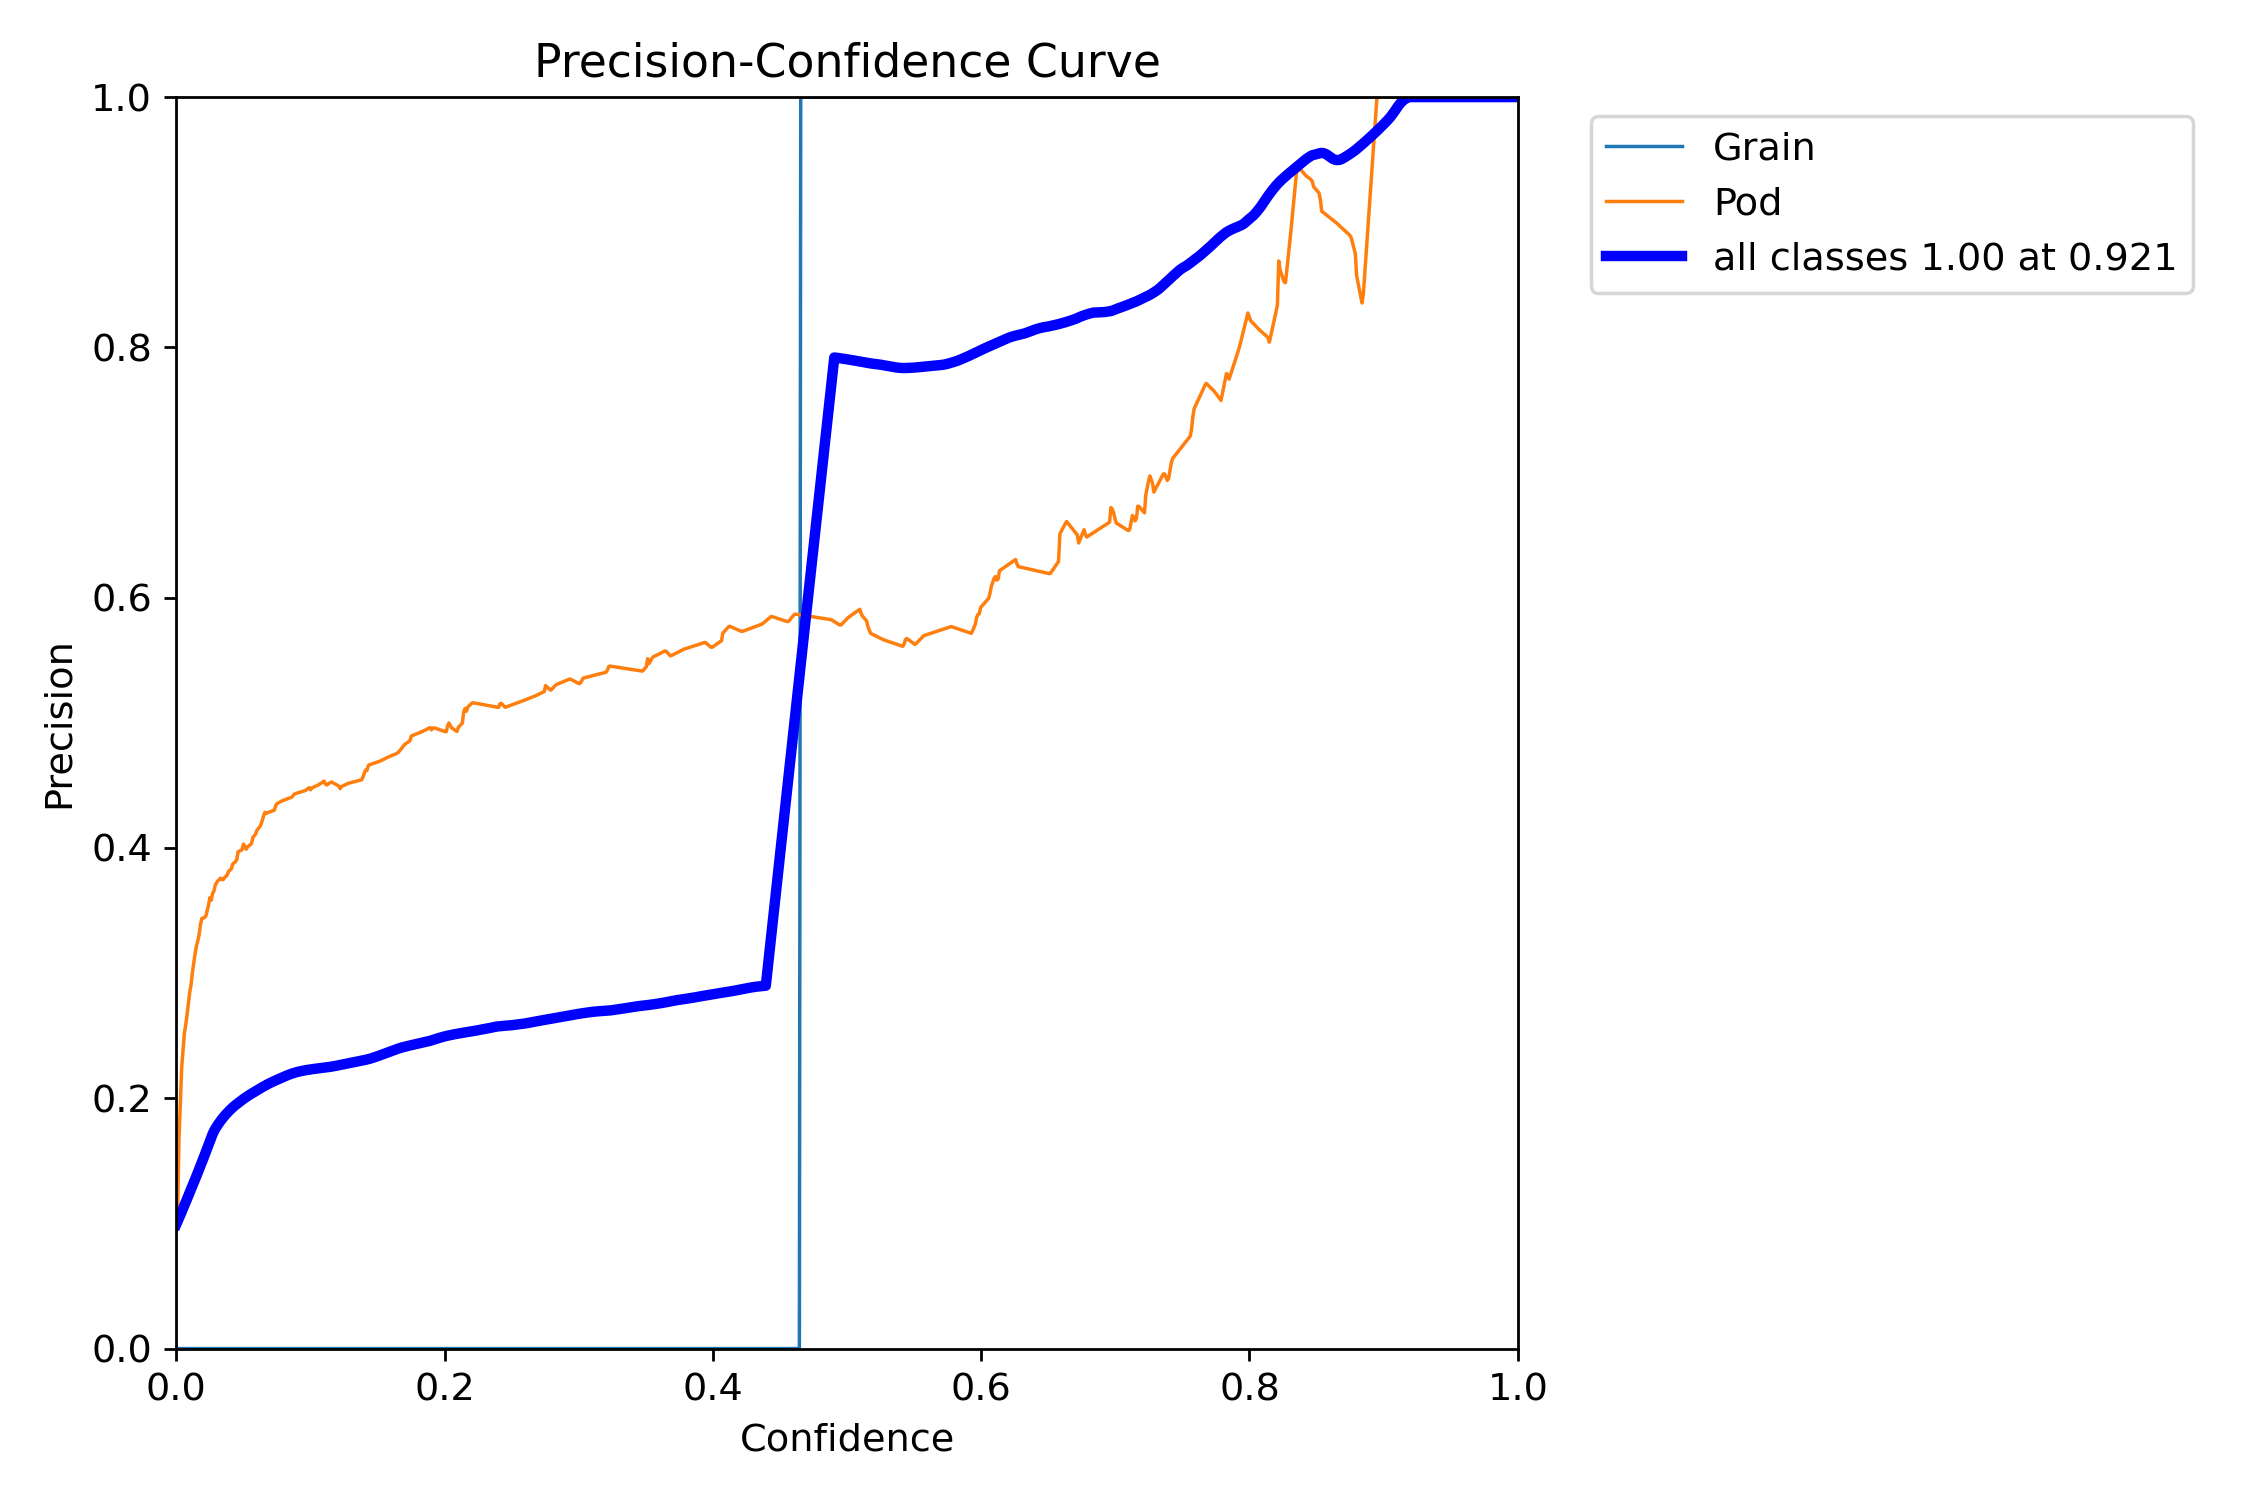 Precision-Confidence Curve
1.0
0.8
0.6
0.4
0.2
0.0
Precision
0.0 0.2 0.4 0.6 0.8 1.0
Confidence
Grain
Pod
all classes 1.00 at 0.921